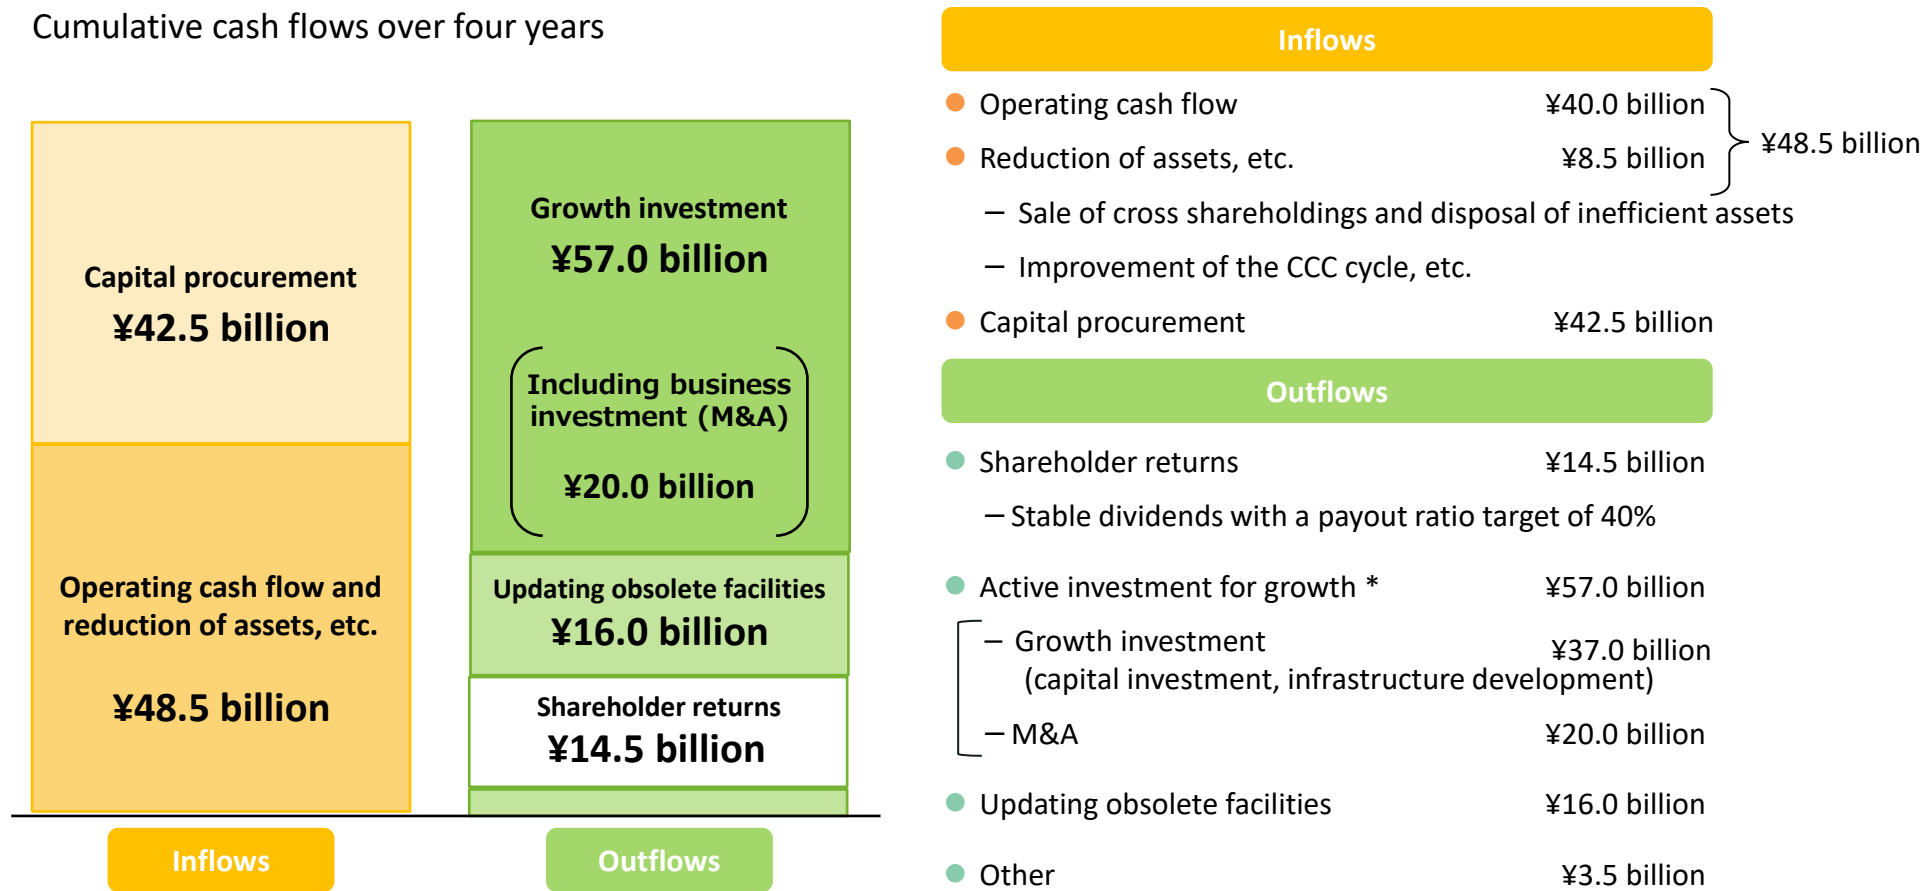 Cumulative cash flows over four years
Capital procurement
¥42.5 billion
Operating cash flow and
reduction of assets, etc.
¥48.5 billion
Inflows
Growth investment
¥57.0 billion
Including business
investment (M&A)
¥20.0 billion
Updating obsolete facilities
¥16.0 billion
Shareholder returns
¥14.5 billion
Outflows
Inflows
Operating cash flow ¥40.0 billion
¥48.5 billion
Reduction of assets, etc. ¥8.5 billion
– Sale of cross shareholdings and disposal of inefficient assets
– Improvement of the CCC cycle, etc.
Capital procurement ¥42.5 billion
Outflows
Shareholder returns ¥14.5 billion
– Stable dividends with a payout ratio target of 40%
Active investment for growth * ¥57.0 billion
– Growth investment ¥37.0 billion
(capital investment, infrastructure development)
– M&A ¥20.0 billion
Updating obsolete facilities ¥16.0 billion
Other ¥3.5 billion